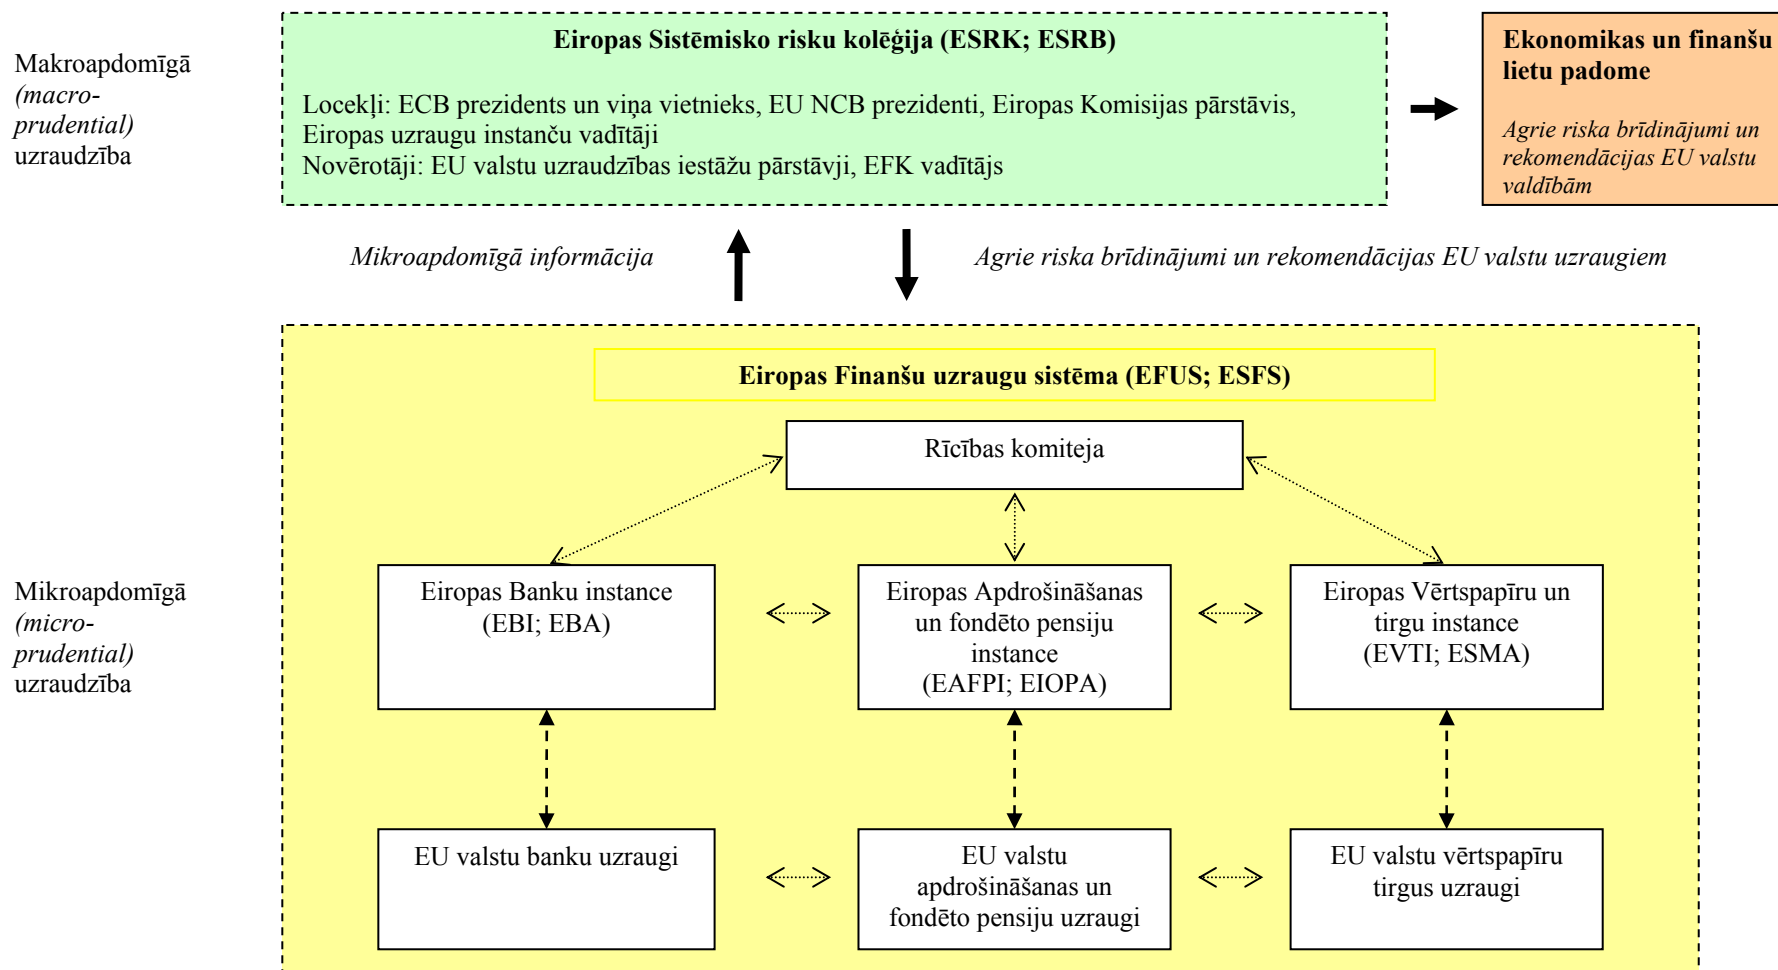 Makroapdomīgā
(macro-
prudential)
uzraudzība
Eiropas Sistēmisko risku kolēģija (ESRK; ESRB)
Locekļi: ECB prezidents un viņa vietnieks, EU NCB prezidenti, Eiropas Komisijas pārstāvis,
Eiropas uzraugu instanču vadītāji
Novērotāji: EU valstu uzraudzības iestāžu pārstāvji, EFK vadītājs
Ekonomikas un finanšu
lietu padome
Agrie riska brīdinājumi un
rekomendācijas EU valstu
valdībām
Mikroapdomīgā informācija
Agrie riska brīdinājumi un rekomendācijas EU valstu uzraugiem
Eiropas Finanšu uzraugu sistēma (EFUS; ESFS)
Rīcības komiteja
Mikroapdomīgā
(micro-
prudential)
uzraudzība
Eiropas Banku instance
(EBI; EBA)
Eiropas Apdrošināšanas
un fondēto pensiju
instance
(EAFPI; EIOPA)
Eiropas Vērtspapīru un
tirgu instance
(EVTI; ESMA)
EU valstu banku uzraugi
EU valstu
apdrošināšanas un
fondēto pensiju uzraugi
EU valstu vērtspapīru
tirgus uzraugi